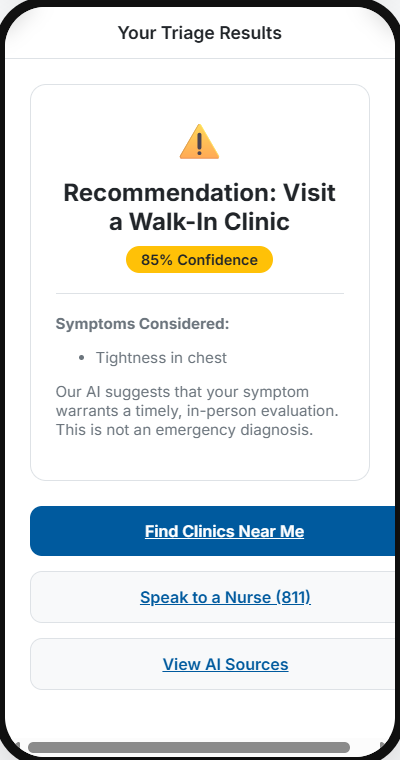 Your Triage Results
Recommendation: Visit
a Walk-In Clinic
85% Confidence
Symptoms Considered:
• Tightness in chest
Our AI suggests that your symptom
warrants a timely, in-person evaluation.
This is not an emergency diagnosis.
Find Clinics Near Me
Speak to a Nurse (811)
View AI Sources